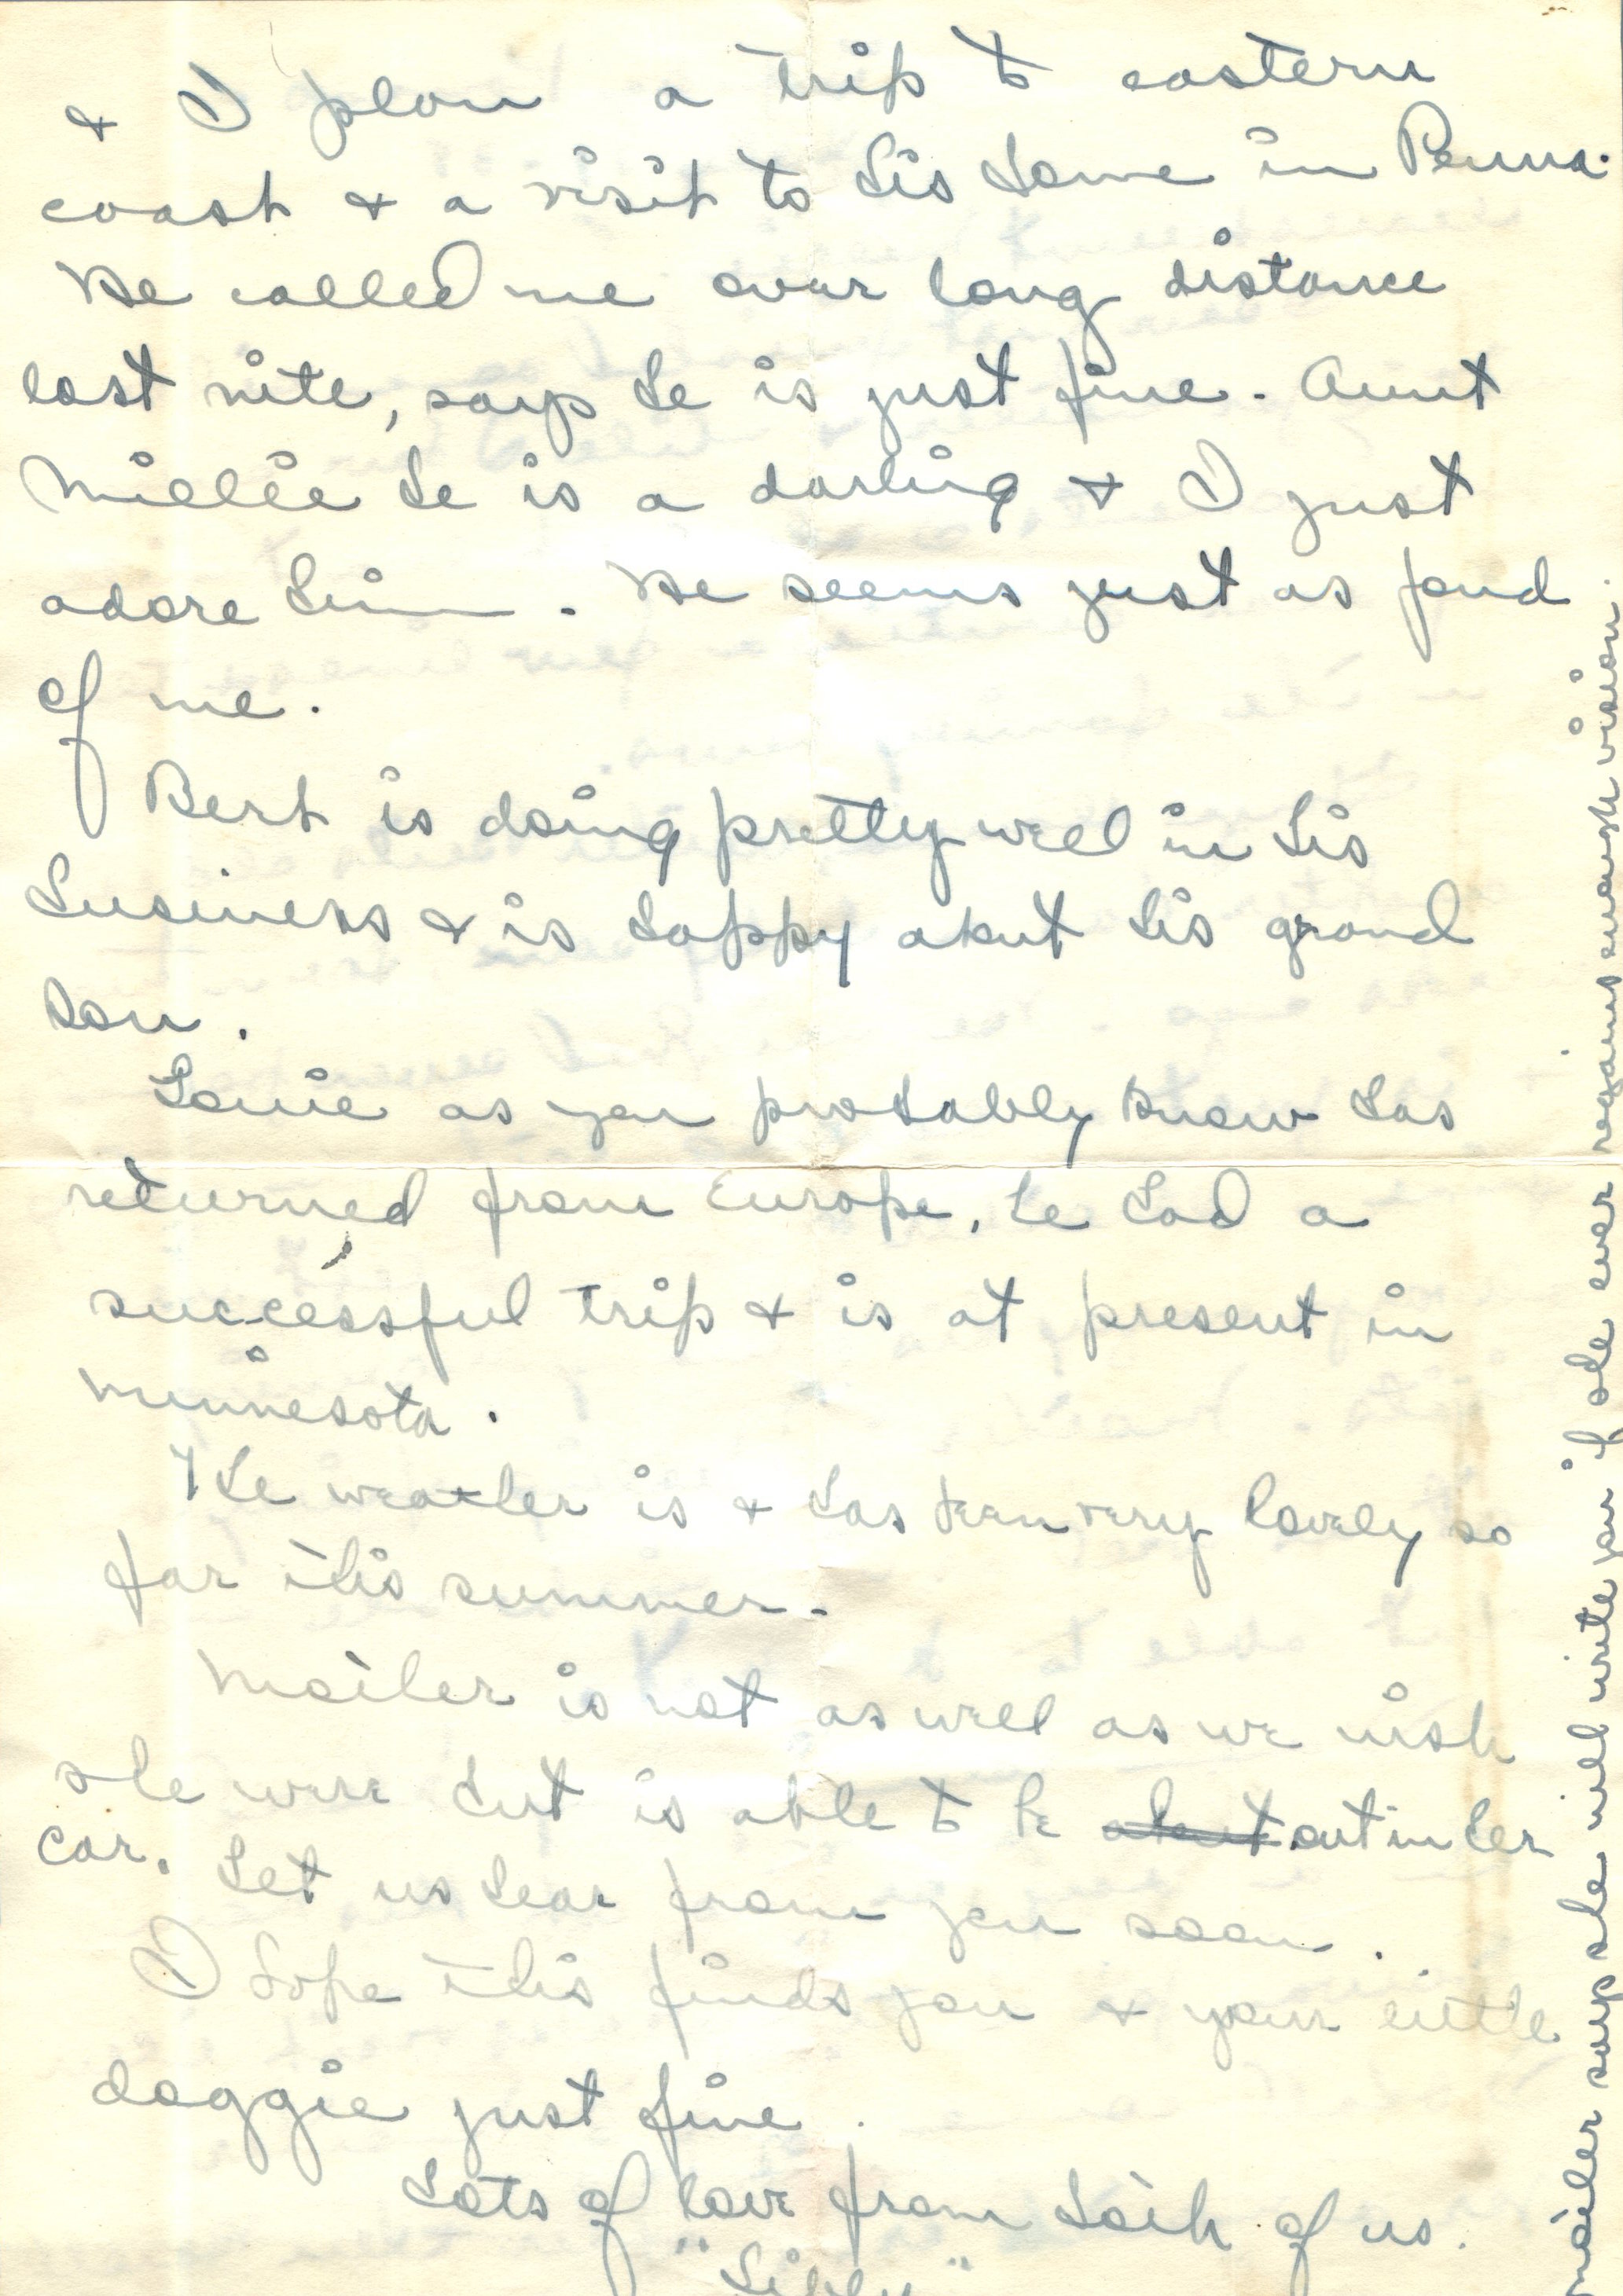 & I plan a trip to eastern
coast & a visit to his home in Penna.
He called me over long distance
last nite, says he is just fine. Aunt
Millie he is a darling & I just
adore him. He seems just as fond
of me.
Bert is doing pretty well in his
business & is happy about his grand
son.
Louie as you probably know has
returned from Europe, he had a
successful trip & is at present in
Minnesota.
The weather is & has been very lovely so
far this summer.
Mother is not as well as we wish
she were but is able to be about out in her
car. Let us hear from you soon.
I hope this finds you & your little
doggie just fine.
Lots of love from both of us.
"Libby"
Mother says she will write you if she ever regains enough vision.